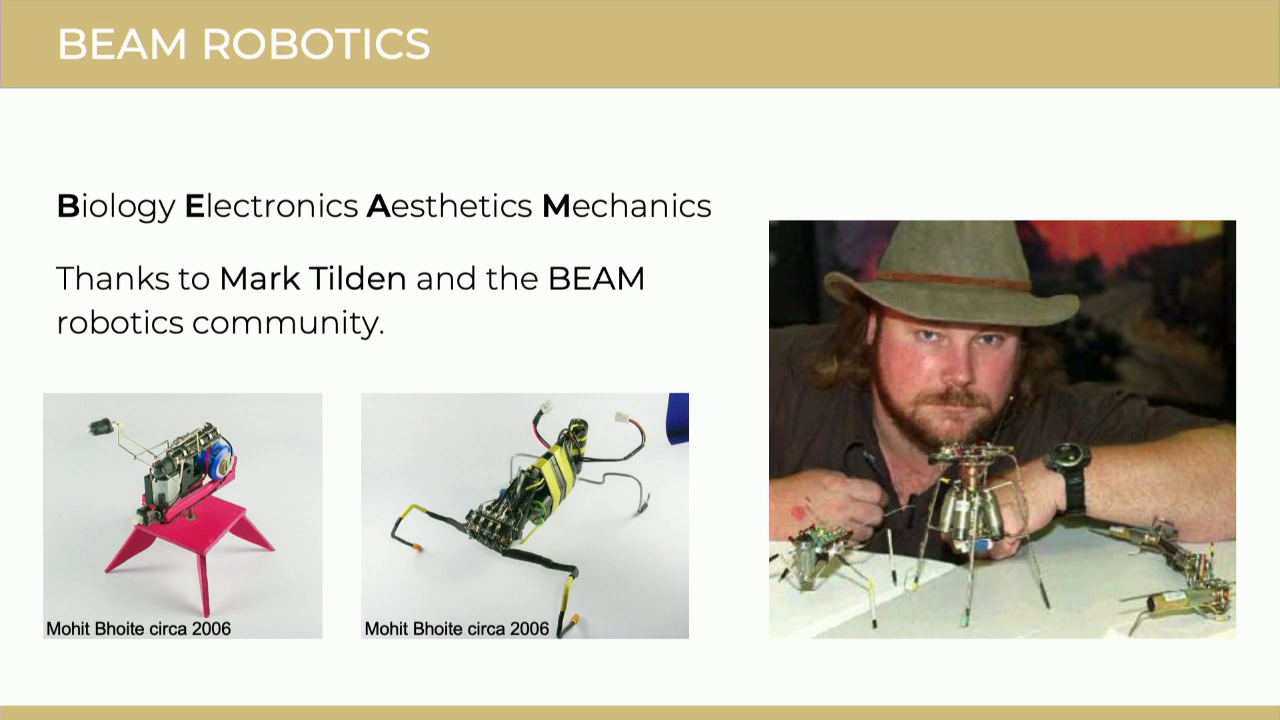 BEAM ROBOTICS
Biology Electronics Aesthetics Mechanics
Thanks to Mark Tilden and the BEAM
robotics community.
Mohit Bhoite circa 2006
Mohit Bhoite circa 2006